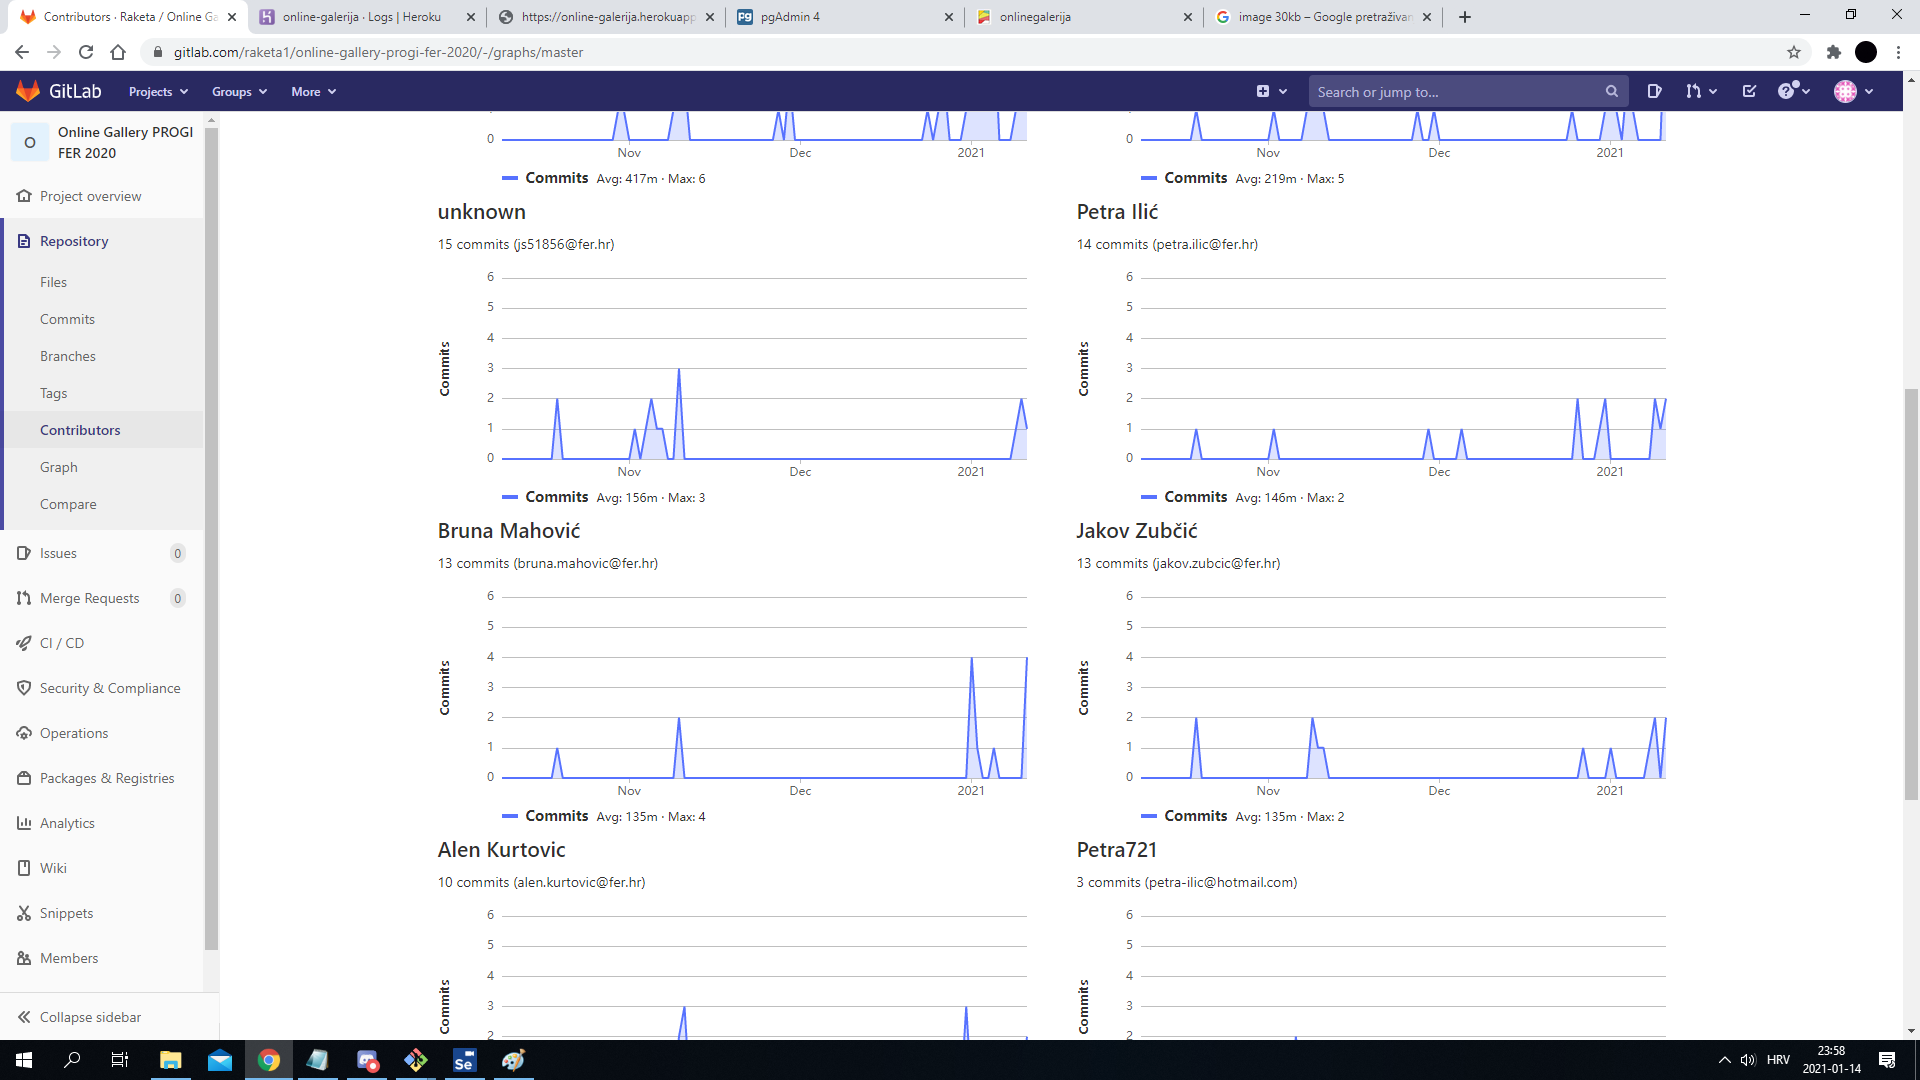 Contributors · Raketa / Online Ga
online-galerija · Logs | Heroku
https://online-galerija.herokuapp
pgAdmin 4
onlinegalerija
image 30kb – Google pretraživan
gitlab.com/raketa1/online-gallery-progi-fer-2020/-/graphs/master
GitLab
Projects
Groups
More
Search or jump to...
O
Online Gallery PROGI
FER 2020
Project overview
Repository
Files
Commits
Branches
Tags
Contributors
Graph
Compare
Issues 0
Merge Requests 0
CI / CD
Security & Compliance
Operations
Packages & Registries
Analytics
Wiki
Snippets
Members
Collapse sidebar
0
Nov Dec 2021
Commits Avg: 417m · Max: 6
0
Nov Dec 2021
Commits Avg: 219m · Max: 5
unknown
15 commits (js51856@fer.hr)
6
5
4
3
2
1
0
Commits
Nov Dec 2021
Commits Avg: 156m · Max: 3
Petra Ilić
14 commits (petra.ilic@fer.hr)
6
5
4
3
2
1
0
Commits
Nov Dec 2021
Commits Avg: 146m · Max: 2
Bruna Mahović
13 commits (bruna.mahovic@fer.hr)
6
5
4
3
2
1
0
Commits
Nov Dec 2021
Commits Avg: 135m · Max: 4
Jakov Zubčić
13 commits (jakov.zubcic@fer.hr)
6
5
4
3
2
1
0
Commits
Nov Dec 2021
Commits Avg: 135m · Max: 2
Alen Kurtovic
10 commits (alen.kurtovic@fer.hr)
6
5
4
3
2
Commits
Petra721
3 commits (petra-ilic@hotmail.com)
6
5
4
3
2
Commits
Se
HRV
23:58
2021-01-14